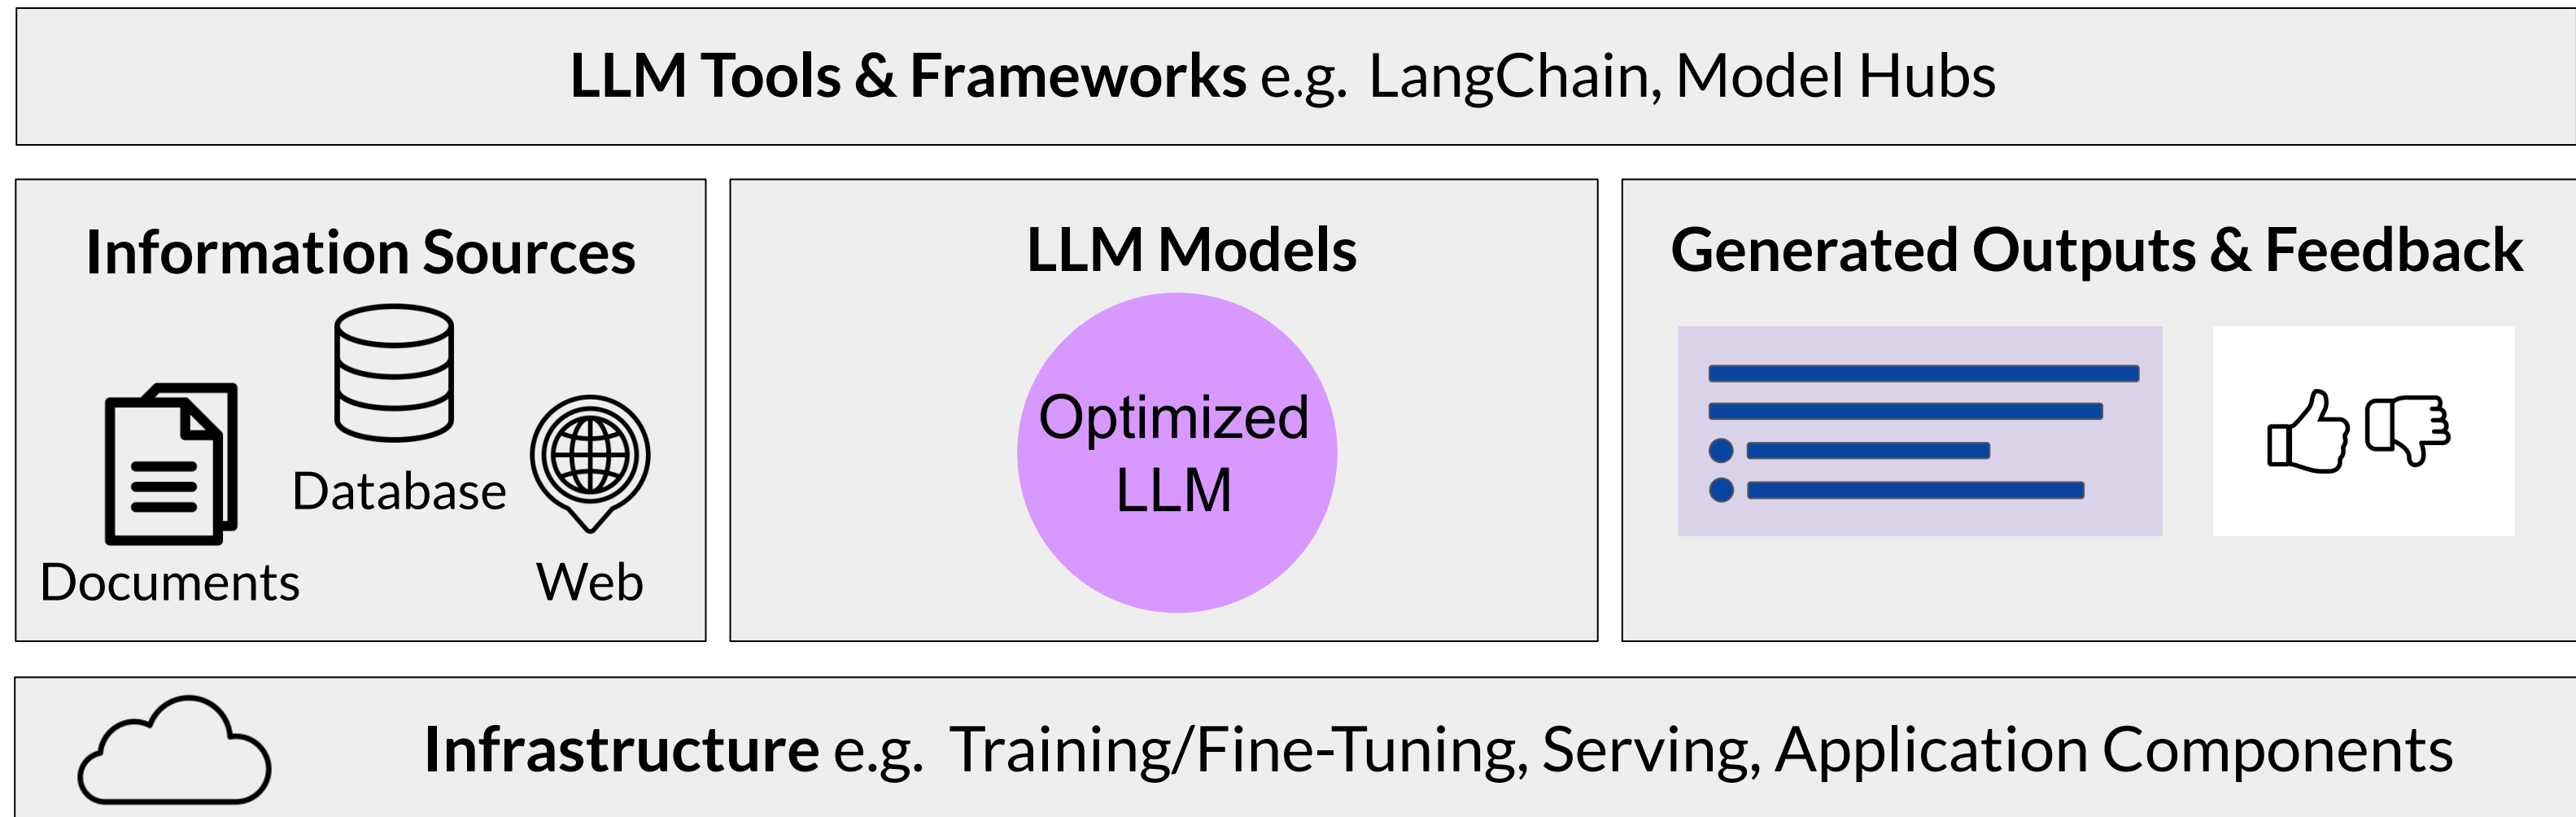 LLM Tools & Frameworks e.g. LangChain, Model Hubs
Information Sources
Database
Documents
Web
LLM Models
Optimized
LLM
Generated Outputs & Feedback
Infrastructure e.g. Training/Fine-Tuning, Serving, Application Components